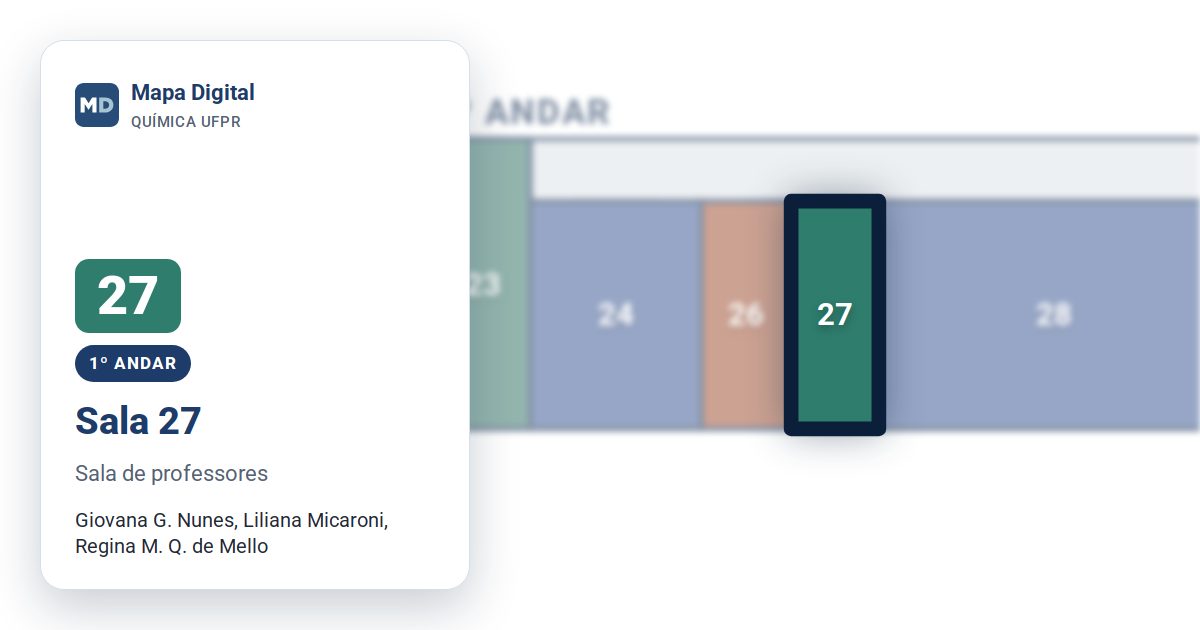 MD
Mapa Digital
QUÍMICA UFPR
27
1º ANDAR
Sala 27
Sala de professores
Giovana G. Nunes, Liliana Micaroni,
Regina M. Q. de Mello
ANDAR
23
24
26
27
28